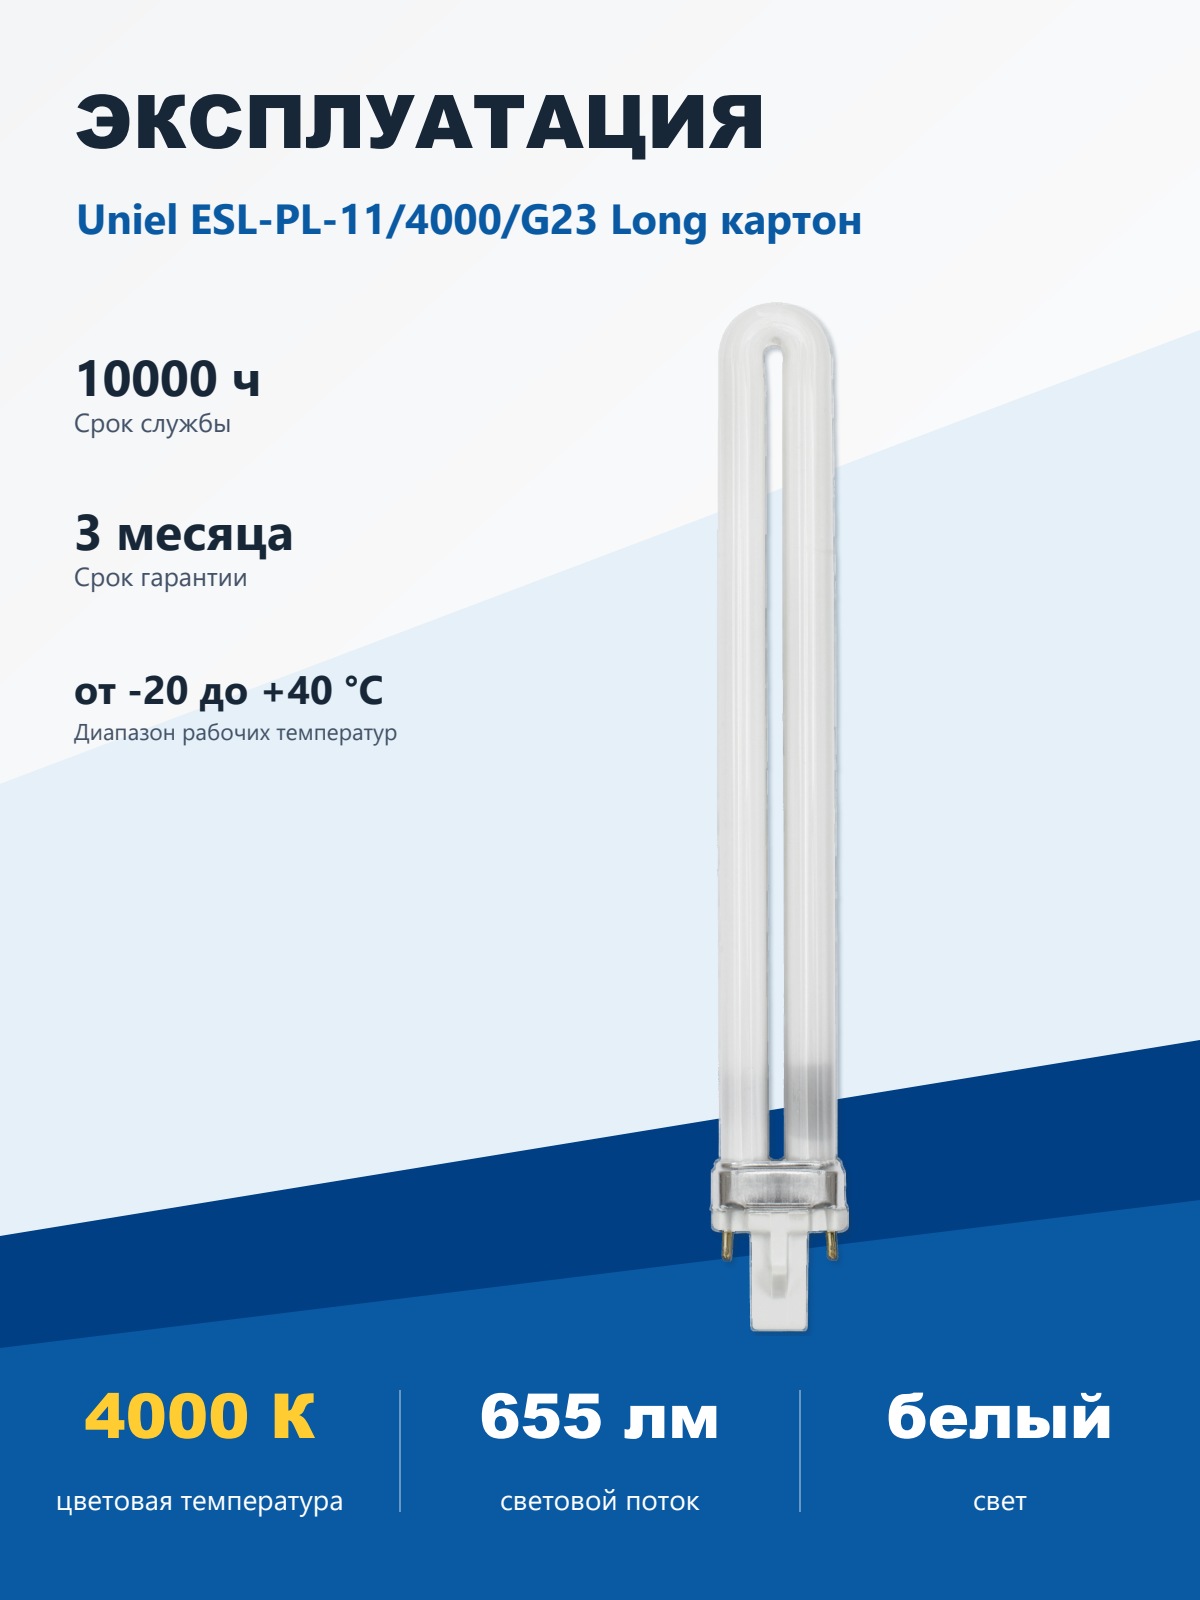 ЭКСПЛУАТАЦИЯ
Uniel ESL-PL-11/4000/G23 Long картон
10000 ч
Срок службы
3 месяца
Срок гарантии
от -20 до +40 °C
Диапазон рабочих температур
4000 К
цветовая температура
655 лм
световой поток
белый
свет